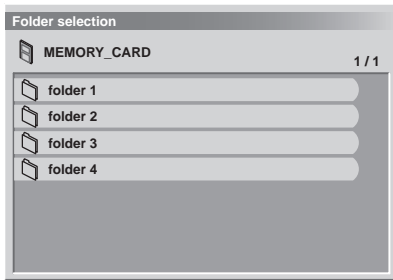 Folder selection
MEMORY_CARD
1 / 1
folder 1
folder 2
folder 3
folder 4